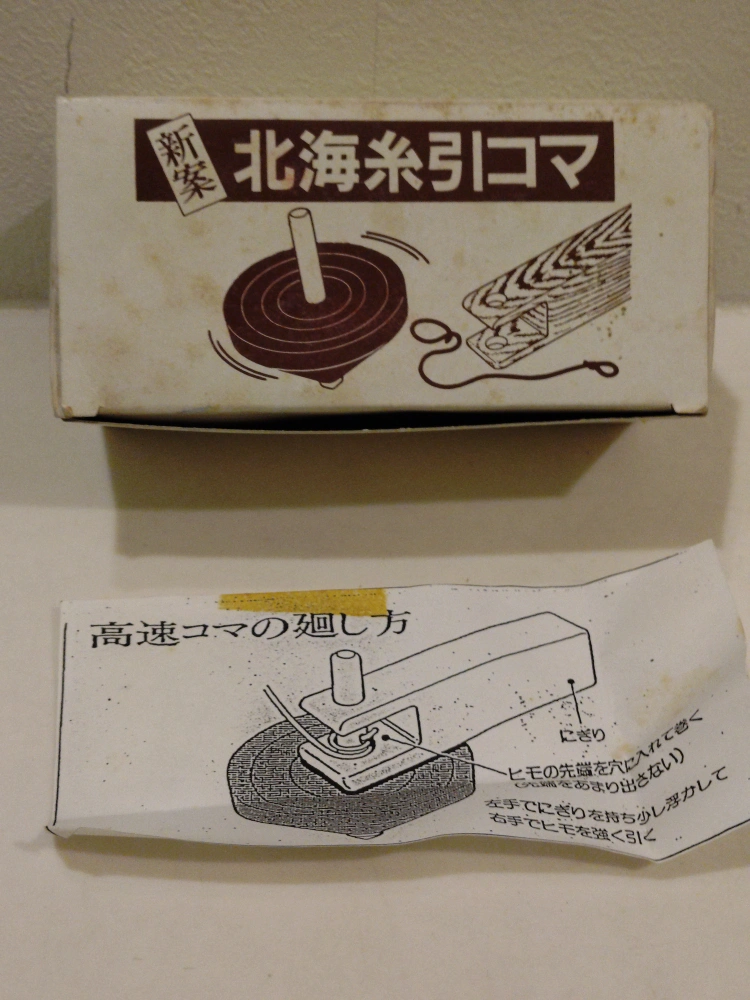 新案
北海糸引コマ
高速コマの廻し方
にぎり
ヒモの先端を穴に入れて巻く
(先端をあまり出さない)
左手でにぎりを持ち少し浮かして
右手でヒモを強く引く